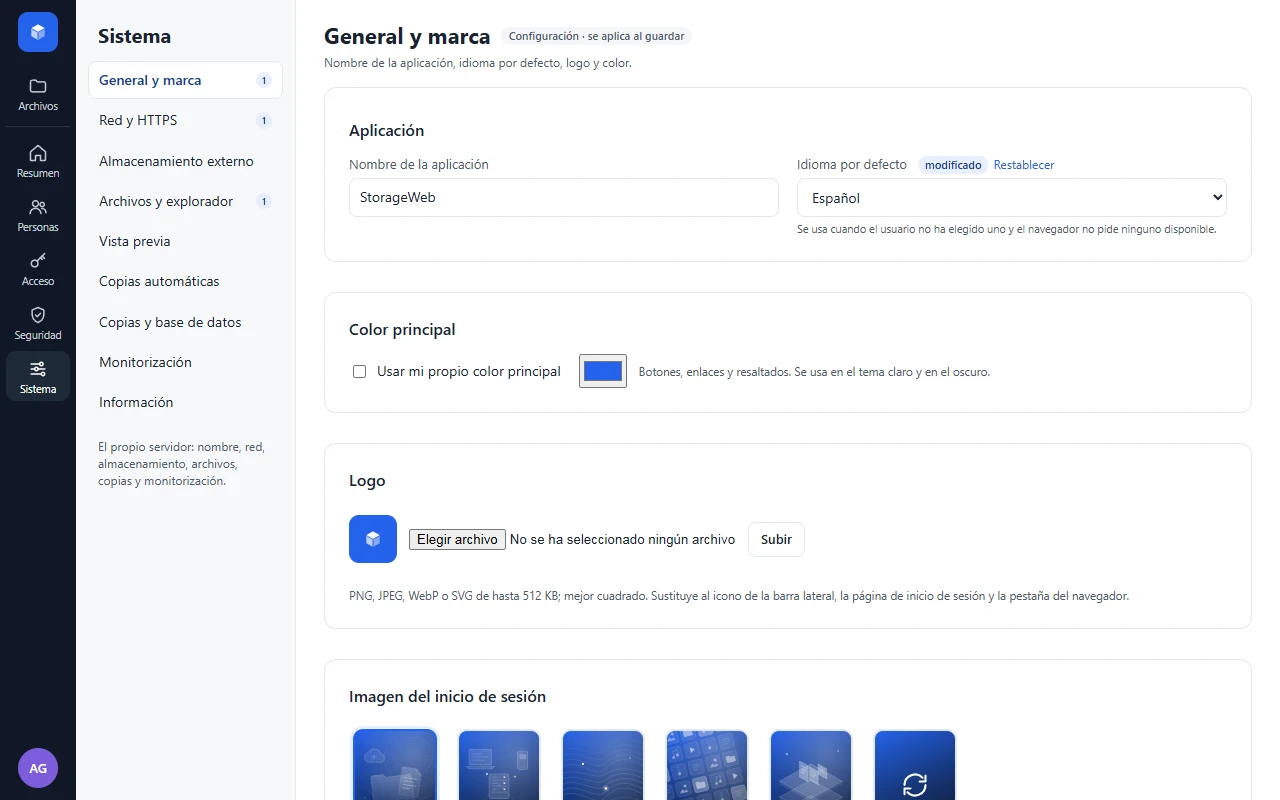 Archivos
Resumen
Personas
Acceso
Seguridad
Sistema
AG
Sistema
General y marca 1
Red y HTTPS 1
Almacenamiento externo
Archivos y explorador 1
Vista previa
Copias automáticas
Copias y base de datos
Monitorización
Información
El propio servidor: nombre, red,
almacenamiento, archivos,
copias y monitorización.
General y marca Configuración · se aplica al guardar
Nombre de la aplicación, idioma por defecto, logo y color.
Aplicación
Nombre de la aplicación
StorageWeb
Idioma por defecto modificado Restablecer
Español
Se usa cuando el usuario no ha elegido uno y el navegador no pide ninguno disponible.
Color principal
Usar mi propio color principal Botones, enlaces y resaltados. Se usa en el tema claro y en el oscuro.
Logo
Elegir archivo No se ha seleccionado ningún archivo Subir
PNG, JPEG, WebP o SVG de hasta 512 KB; mejor cuadrado. Sustituye al icono de la barra lateral, la página de inicio de sesión y la pestaña del navegador.
Imagen del inicio de sesión